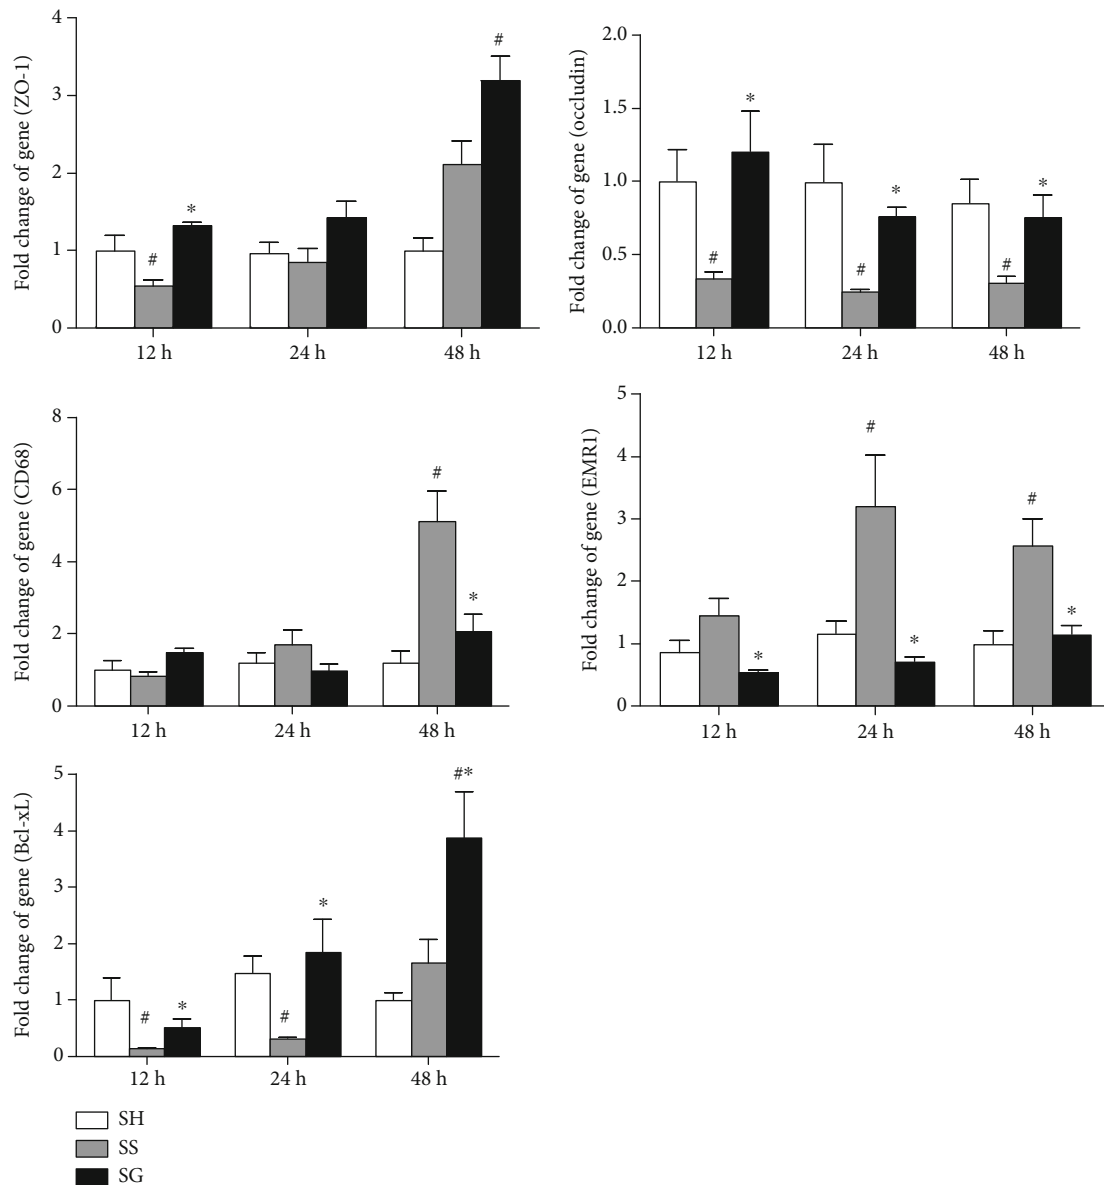 Fold change of gene (ZO-1)
4
3
2
1
0
#
*
#
12 h
24 h
48 h
Fold change of gene (occludin)
2.0
1.5
1.0
0.5
0.0
*
*
*
#
#
#
12 h
24 h
48 h
Fold change of gene (CD68)
8
6
4
2
0
#
*
12 h
24 h
48 h
Fold change of gene (EMR1)
5
4
3
2
1
0
#
#
*
*
*
12 h
24 h
48 h
Fold change of gene (Bcl-xL)
5
4
3
2
1
0
#*
*
#
*
#
12 h
24 h
48 h
SH
SS
SG